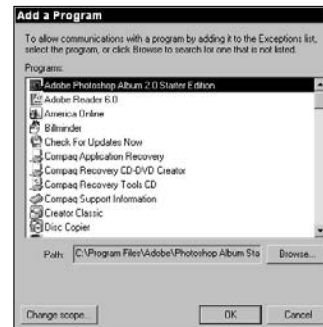 Add a Program
To allow communications with a program by adding it to the Exceptions list,
select the program, or click Browse to search for one that is not listed.
Programs:
Adobe Photoshop Album 2.0 Starter Edition
Adobe Reader 6.0
America Online
Billminder
Check For Updates Now
Compaq Application Recovery
Compaq Recovery CD-DVD Creator
Compaq Recovery Tools CD
Compaq Support Information
Creator Classic
Disc Copier
Path: C:\Program Files\Adobe\Photoshop Album Sta Browse...
Change scope... OK Cancel